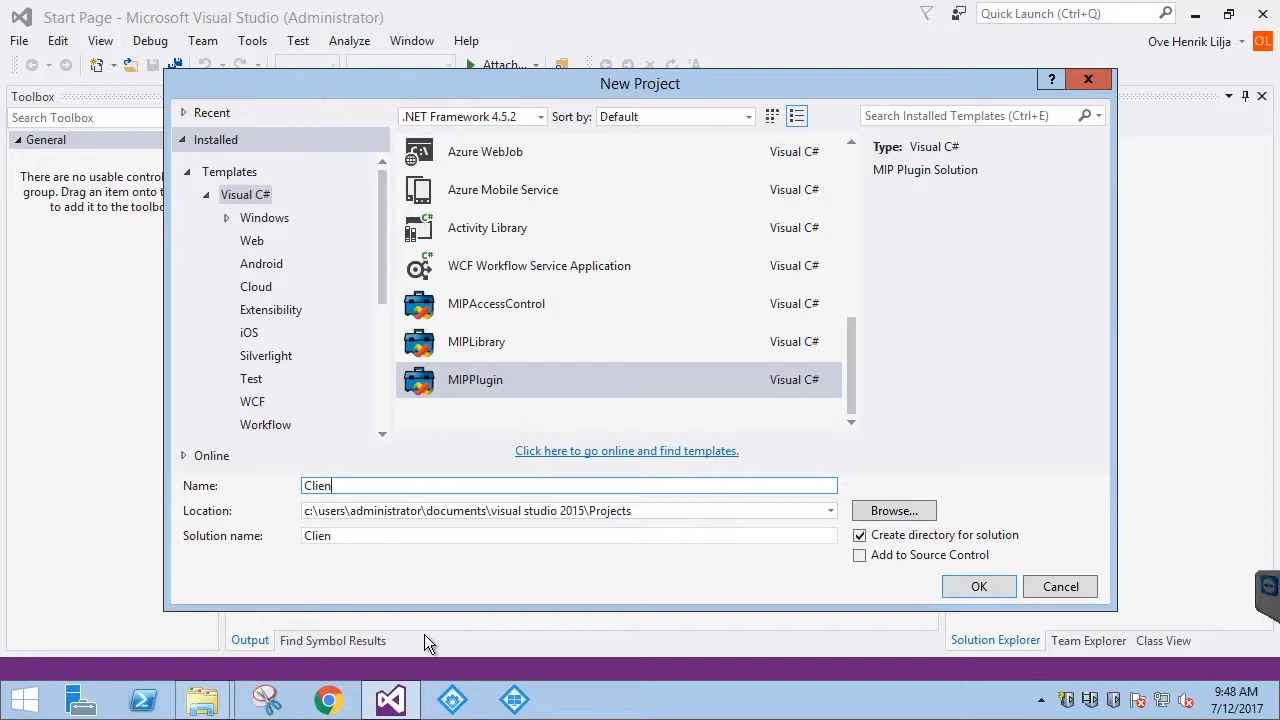 Start Page - Microsoft Visual Studio (Administrator)
Quick Launch (Ctrl+Q)
File Edit View Debug Team Tools Test Analyze Window Help
Ove Henrik Lilja OL
Attach...
Toolbox
Search Toolbox
General
There are no usable control
group. Drag an item onto t
to add it to the toolbo
New Project
?
Recent
Installed
Templates
Visual C#
Windows
Web
Android
Cloud
Extensibility
iOS
Silverlight
Test
WCF
Workflow
Online
.NET Framework 4.5.2 Sort by: Default
Search Installed Templates (Ctrl+E)
Azure WebJob Visual C#
Azure Mobile Service Visual C#
Activity Library Visual C#
WCF Workflow Service Application Visual C#
MIPAccessControl Visual C#
MIPLibrary Visual C#
MIPPlugin Visual C#
Type: Visual C#
MIP Plugin Solution
Click here to go online and find templates.
Name: Clien
Location: c:\users\administrator\documents\visual studio 2015\Projects
Browse...
Solution name: Clien
Create directory for solution
Add to Source Control
OK Cancel
Output Find Symbol Results
Solution Explorer Team Explorer Class View
9:48 AM
7/12/2017